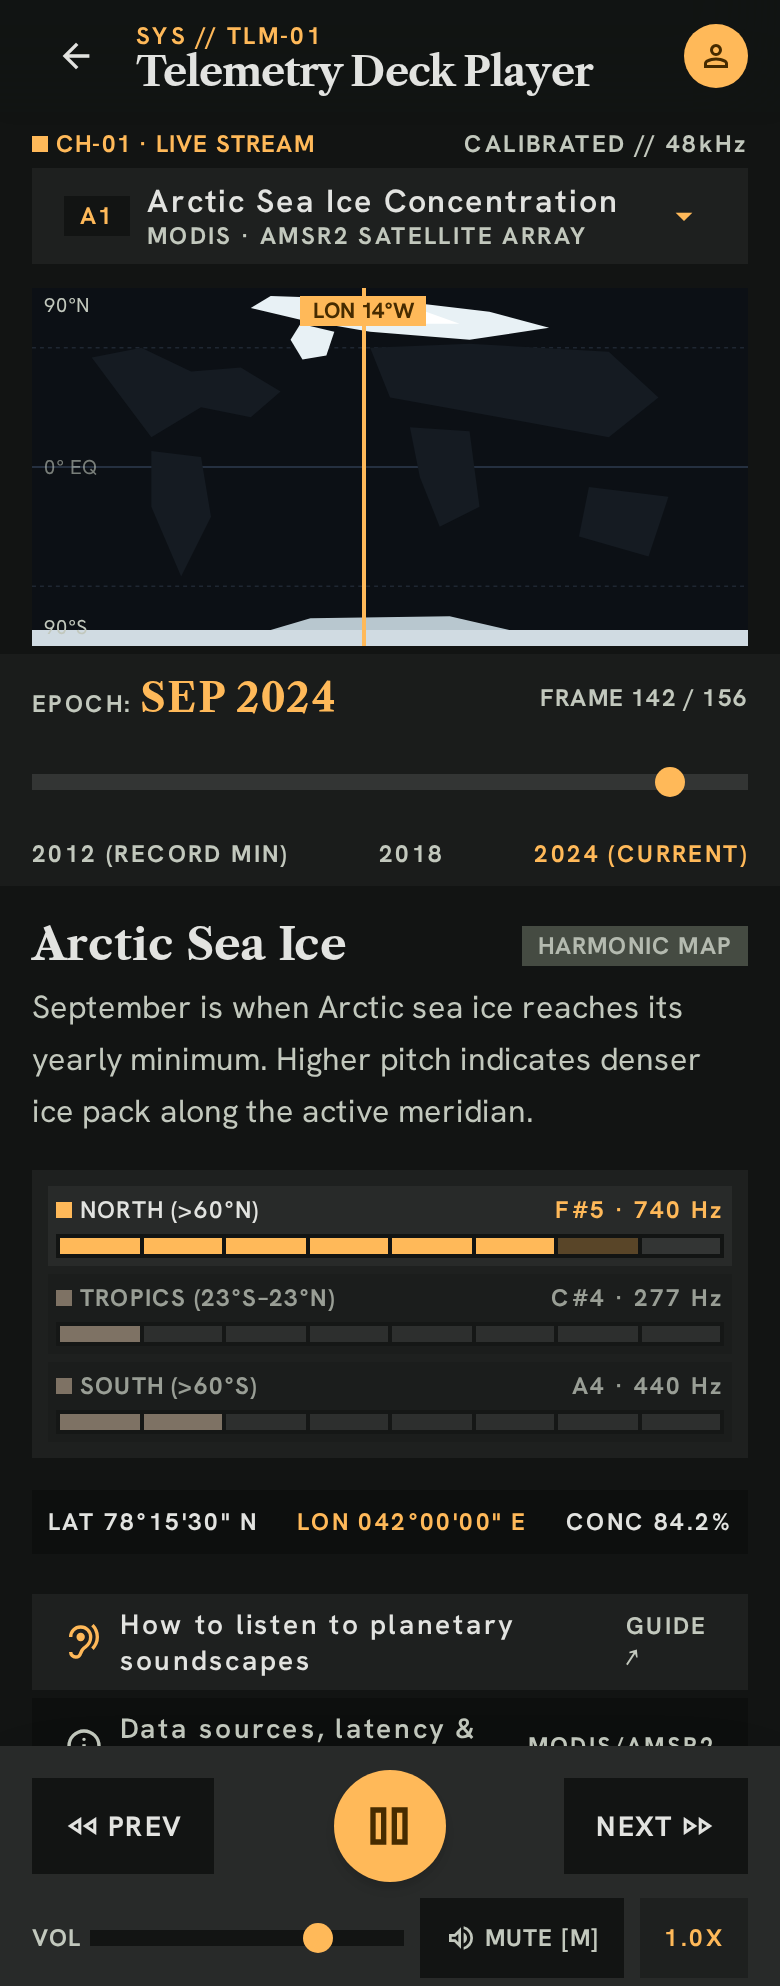 SYS // TLM-01
Telemetry Deck Player
CH-01 · LIVE STREAM
CALIBRATED // 48kHz
A1
Arctic Sea Ice Concentration
MODIS · AMSR2 SATELLITE ARRAY
90°N
LON 14°W
0° EQ
90°S
EPOCH: SEP 2024
FRAME 142 / 156
2012 (RECORD MIN)
2018
2024 (CURRENT)
Arctic Sea Ice
HARMONIC MAP
September is when Arctic sea ice reaches its
yearly minimum. Higher pitch indicates denser
ice pack along the active meridian.
NORTH (>60°N)
F#5 · 740 Hz
TROPICS (23°S–23°N)
C#4 · 277 Hz
SOUTH (>60°S)
A4 · 440 Hz
LAT 78°15'30" N
LON 042°00'00" E
CONC 84.2%
How to listen to planetary
soundscapes
GUIDE
↗
Data sources, latency &
MODIS/AMSR2
PREV
NEXT
VOL
MUTE [M]
1.0X